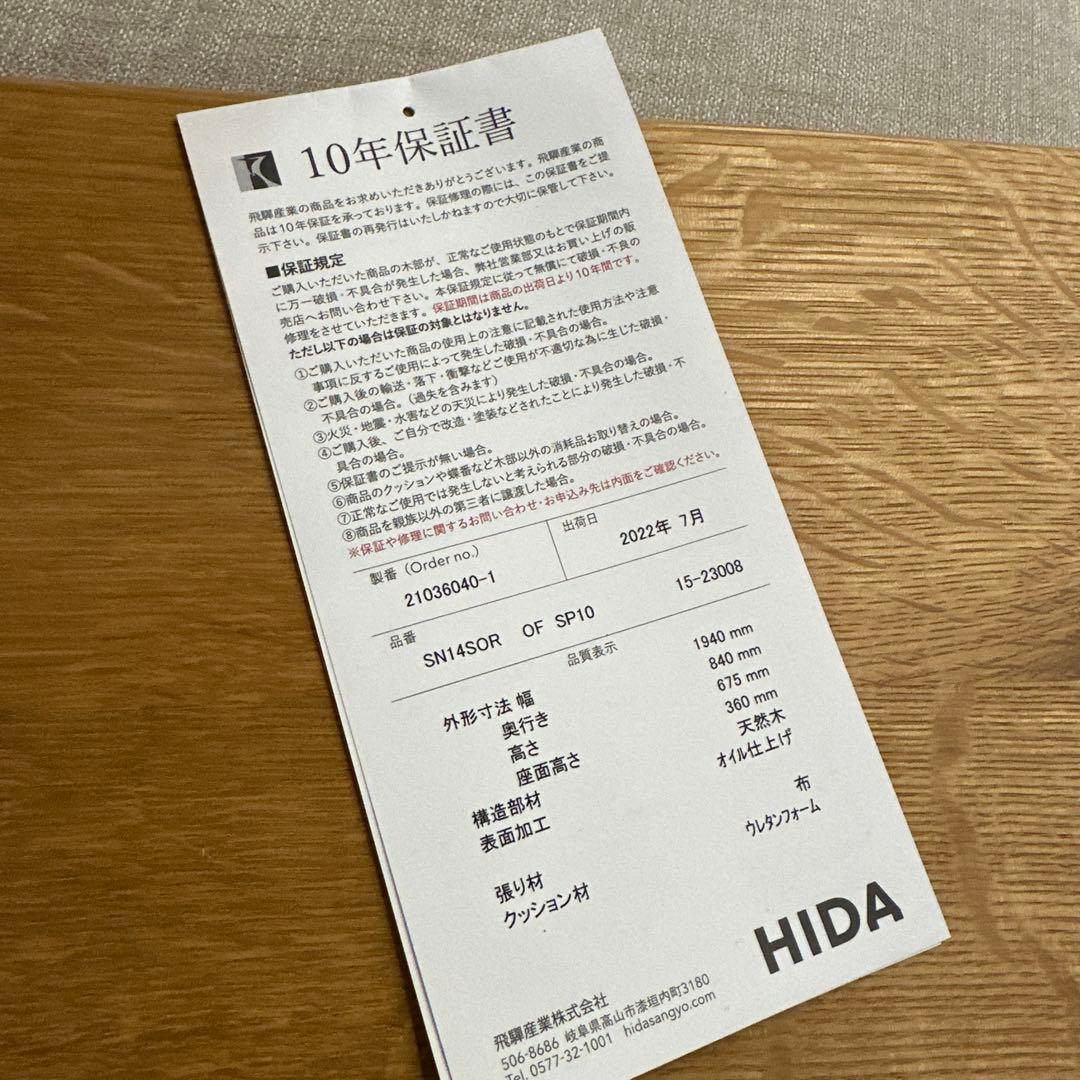 10年保証書
飛驒産業の商品をお求めいただきありがとうございます。飛驒産業の商
品は10年保証を承っております。保証修理の際には、この保証書をご提
示下さい。保証書の再発行はいたしかねますので大切に保管して下さい。
■保証規定
ご購入いただいた商品の木部が、正常なご使用状態のもとで保証期間内
に万一破損・不具合が発生した場合、弊社営業部又はお買い上げの販
売店へお問い合わせ下さい。本保証規定に従って無償にて破損・不良の
修理をさせていただきます。保証期間は商品の出荷日より10年間です。
ただし以下の場合は保証の対象とはなりません。
①ご購入いただいた商品の使用上の注意に記載された使用方法や注意
事項に反するご使用によって発生した破損・不具合の場合。
②ご購入後の輸送・落下・衝撃などご使用が不適切な為に生じた破損・
不具合の場合。(過失を含みます)
③火災・地震・水害などの天災により発生した破損・不具合の場合。
④ご購入後、ご自分で改造・塗装などされたことにより発生した破損・不
具合の場合。
⑤保証書のご提示が無い場合。
⑥商品のクッションや蝶番など木部以外の消耗品お取り替えの場合。
⑦正常なご使用では発生しないと考えられる部分の破損・不具合の場合。
⑧商品を親族以外の第三者に譲渡した場合。
※保証や修理に関するお問い合わせ・お申込み先は内面をご確認ください。
製番 (Order no.) 出荷日
21036040-1 2022年 7月
品番
SN14SOR OF SP10 15-23008
品質表示
外形寸法 幅 1940 mm
奥行き 840 mm
高さ 675 mm
座面高さ 360 mm
構造部材 天然木
表面加工 オイル仕上げ
張り材 布
クッション材 ウレタンフォーム
HIDA
飛驒産業株式会社
506-8686 岐阜県高山市漆垣内町3180
Tel. 0577-32-1001 hidasangyo.com